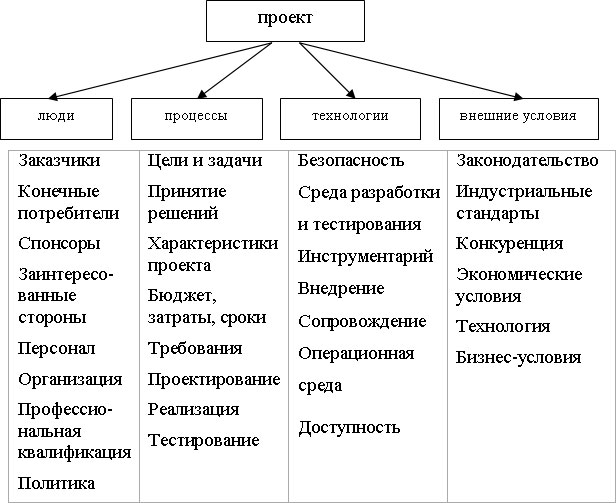 проект
люди
процессы
технологии
внешние условия
Заказчики
Конечные
потребители
Спонсоры
Заинтересо-
ванные
стороны
Персонал
Организация
Профессио-
нальная
квалификация
Политика
Цели и задачи
Принятие
решений
Характеристики
проекта
Бюджет,
затраты, сроки
Требования
Проектирование
Реализация
Тестирование
Безопасность
Среда разработки
и тестирования
Инструментарий
Внедрение
Сопровождение
Операционная
среда
Доступность
Законодательство
Индустриальные
стандарты
Конкуренция
Экономические
условия
Технология
Бизнес-условия